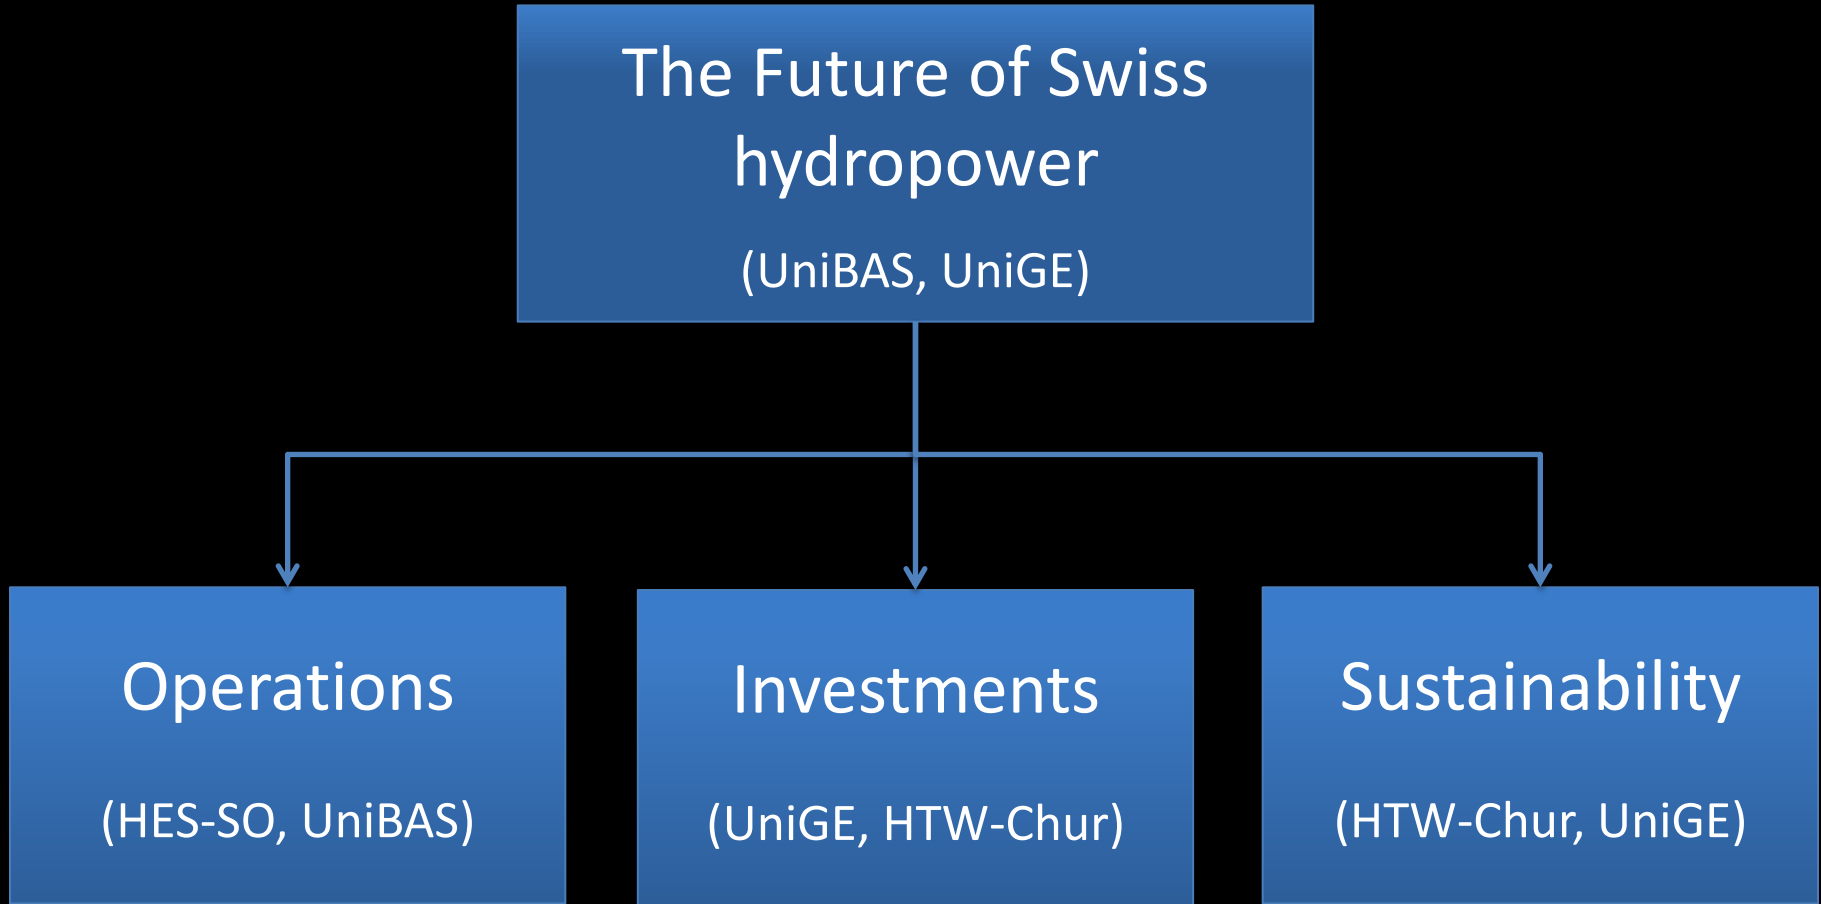 The Future of Swiss
hydropower
(UniBAS, UniGE)
Operations
(HES-SO, UniBAS)
Investments
(UniGE, HTW-Chur)
Sustainability
(HTW-Chur, UniGE)